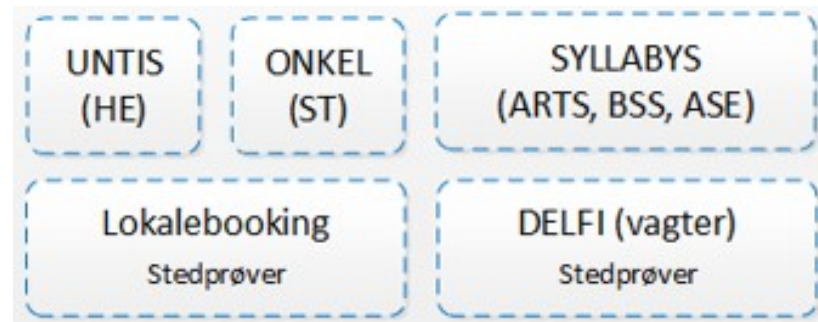 UNTIS
(HE)
ONKEL
(ST)
SYLLABYS
(ARTS, BSS, ASE)
Lokalebooking
Stedprøver
DELFI (vagter)
Stedprøver